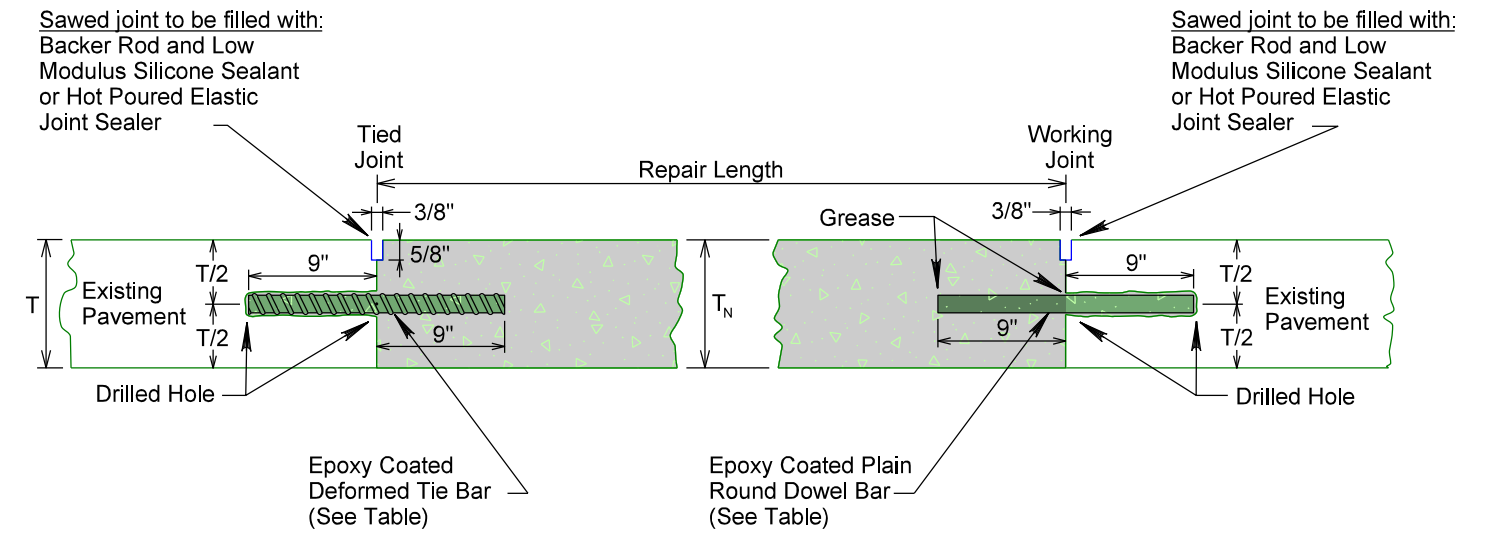 Sawed joint to be filled with:
Backer Rod and Low
Modulus Silicone Sealant
or Hot Poured Elastic
Joint Sealer
Sawed joint to be filled with:
Backer Rod and Low
Modulus Silicone Sealant
or Hot Poured Elastic
Joint Sealer
Tied
Joint
Working
Joint
Repair Length
3/8"
Grease
3/8"
5/8"
T/2
9"
9"
T/2
T
Existing
Pavement
TN
Existing
Pavement
T/2
9"
9"
T/2
Drilled Hole
Drilled Hole
Epoxy Coated
Deformed Tie Bar
(See Table)
Epoxy Coated Plain
Round Dowel Bar
(See Table)